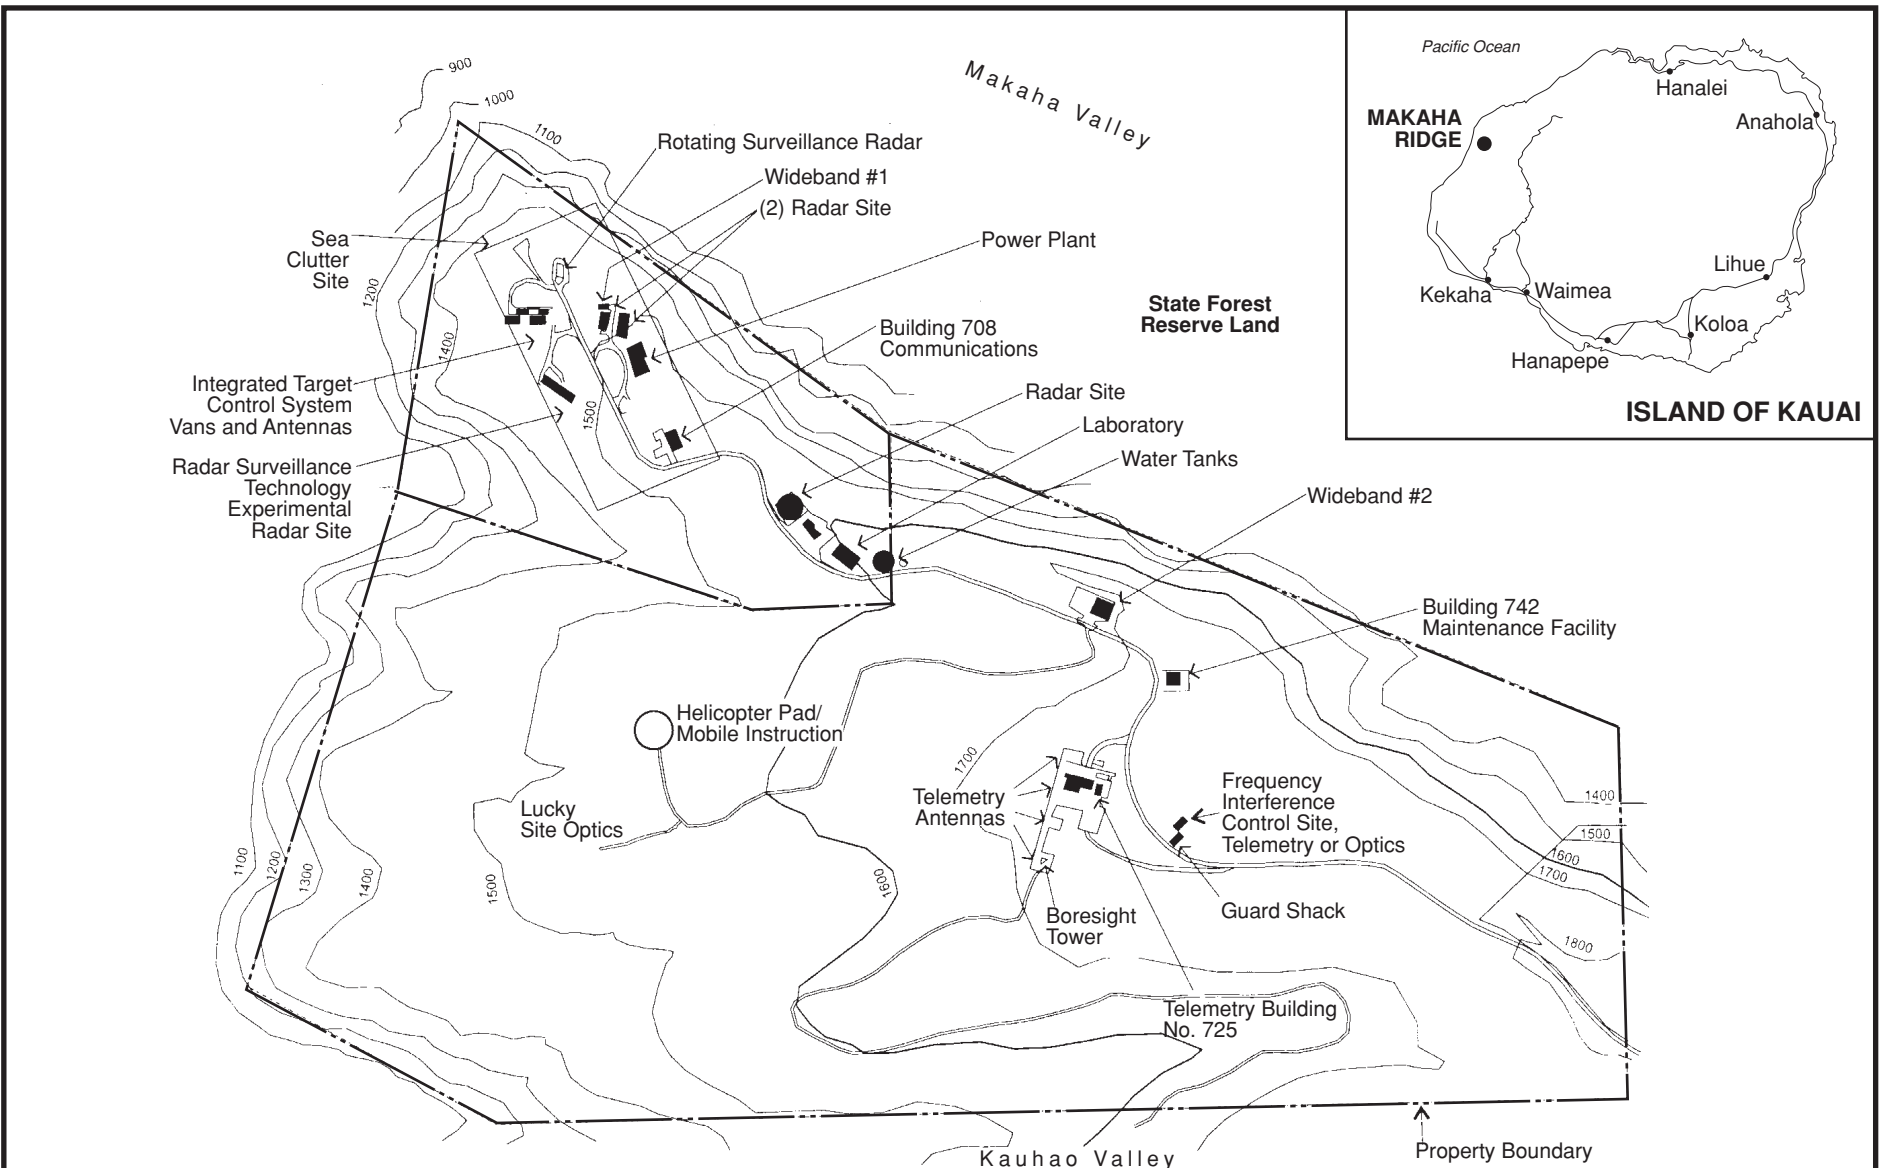 900
1000
1100
Makaha Valley
Rotating Surveillance Radar
Wideband #1
(2) Radar Site
Power Plant
Sea
Clutter
Site
1200
1400
Building 708
Communications
State Forest
Reserve Land
Integrated Target
Control System
Vans and Antennas
1500
Radar Site
Laboratory
Water Tanks
Radar Surveillance
Technology
Experimental
Radar Site
Wideband #2
Building 742
Maintenance Facility
Helicopter Pad/
Mobile Instruction
1700
Telemetry
Antennas
Frequency
Interference
Control Site,
Telemetry or Optics
Lucky
Site Optics
1400
1500
1600
1700
1100
1200
1300
1400
1500
1600
Boresight
Tower
Guard Shack
1800
Telemetry Building
No. 725
Kauhao Valley
Property Boundary
Pacific Ocean
Hanalei
Anahola
MAKAHA
RIDGE
Lihue
Kekaha
Waimea
Koloa
Hanapepe
ISLAND OF KAUAI